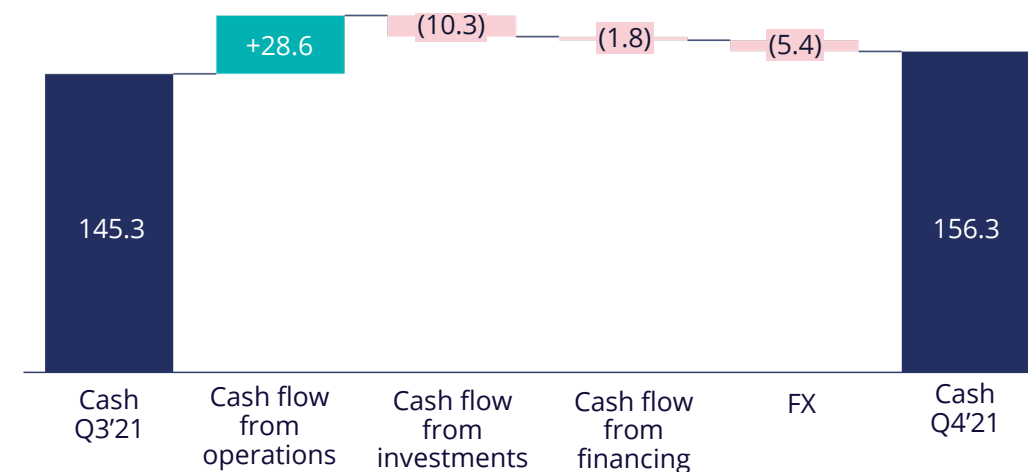 +28.6
(10.3)
(1.8)
(5.4)
145.3
156.3
Cash
Q3’21
Cash flow
from
operations
Cash flow
from
investments
Cash flow
from
financing
FX
Cash
Q4’21